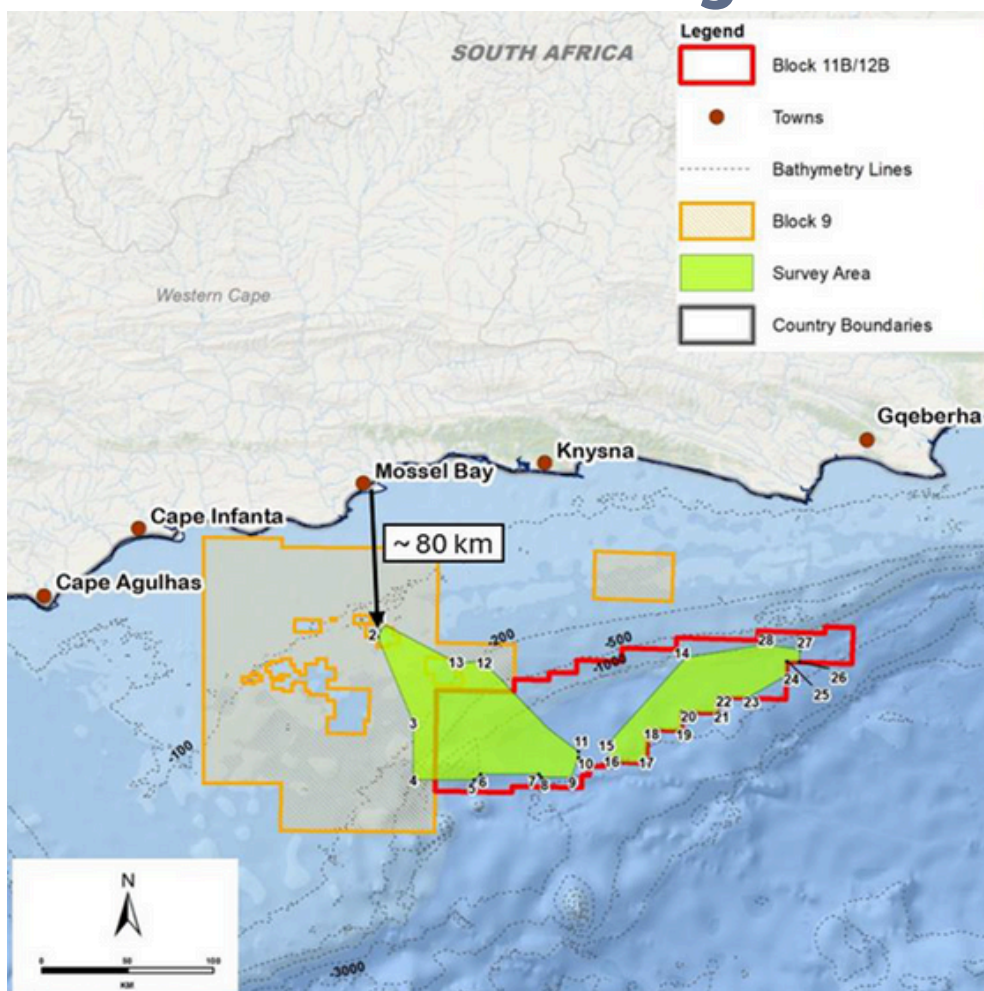 g
SOUTH AFRICA
Legend
Block 11B/12B
Towns
Bathymetry Lines
Block 9
Survey Area
Country Boundaries
Western Cape
Gqeberha
Knysna
Mossel Bay
Cape Infanta
~ 80 km
Cape Agulhas
2
13 12
-200
-500
-1000
14
28
27
26
25
24
23
22
21
20
19
18
17
16
15
11
10
9
8
7
6
5
4
3
-100
-3000
N
0 50 100
KM